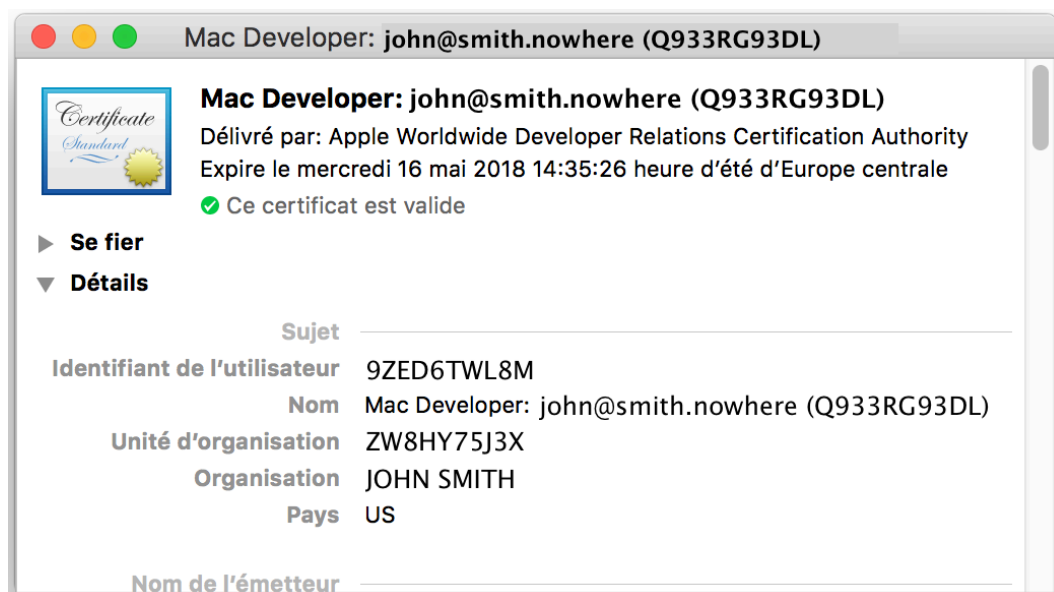 Mac Developer: john@smith.nowhere (Q933RG93DL)
Certificate
Standard
Mac Developer: john@smith.nowhere (Q933RG93DL)
Délivré par: Apple Worldwide Developer Relations Certification Authority
Expire le mercredi 16 mai 2018 14:35:26 heure d’été d’Europe centrale
Ce certificat est valide
Se fier
Détails
Sujet
Identifiant de l’utilisateur 9ZED6TWL8M
Nom Mac Developer: john@smith.nowhere (Q933RG93DL)
Unité d’organisation ZW8HY75J3X
Organisation JOHN SMITH
Pays US
Nom de l’émetteur